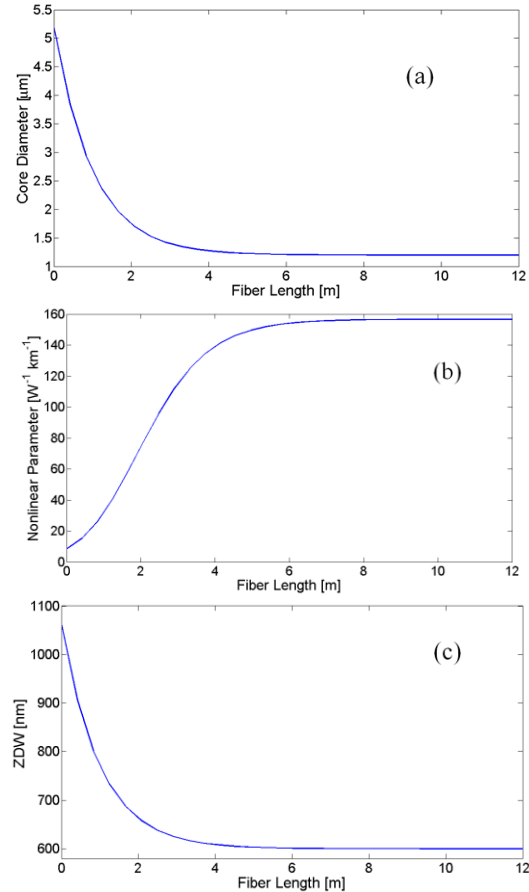 5.5
5
4.5
4
3.5
3
2.5
2
1.5
1
Core Diameter [µm]
(a)
0 2 4 6 8 10 12
Fiber Length [m]
160
140
120
100
80
60
40
20
0
Nonlinear Parameter [W⁻¹ km⁻¹]
(b)
0 2 4 6 8 10 12
Fiber Length [m]
1100
1000
900
800
700
600
ZDW [nm]
(c)
0 2 4 6 8 10 12
Fiber Length [m]